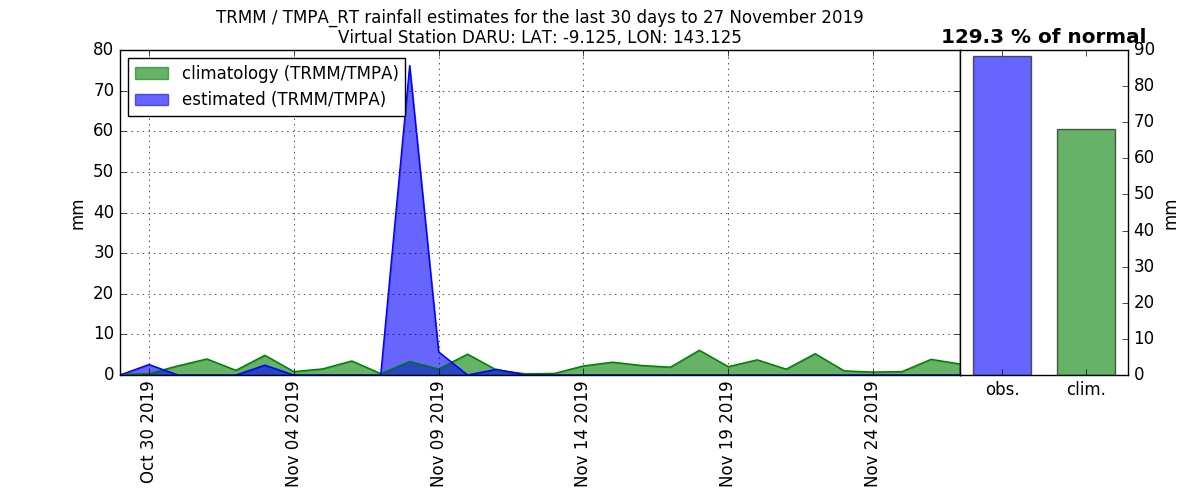 TRMM / TMPA_RT rainfall estimates for the last 30 days to 27 November 2019
Virtual Station DARU: LAT: -9.125, LON: 143.125
129.3 % of normal
climatology (TRMM/TMPA)
estimated (TRMM/TMPA)
80
70
60
50
40
30
20
10
0
mm
Oct 30 2019
Nov 04 2019
Nov 09 2019
Nov 14 2019
Nov 19 2019
Nov 24 2019
90
80
70
60
50
40
30
20
10
0
mm
obs.
clim.